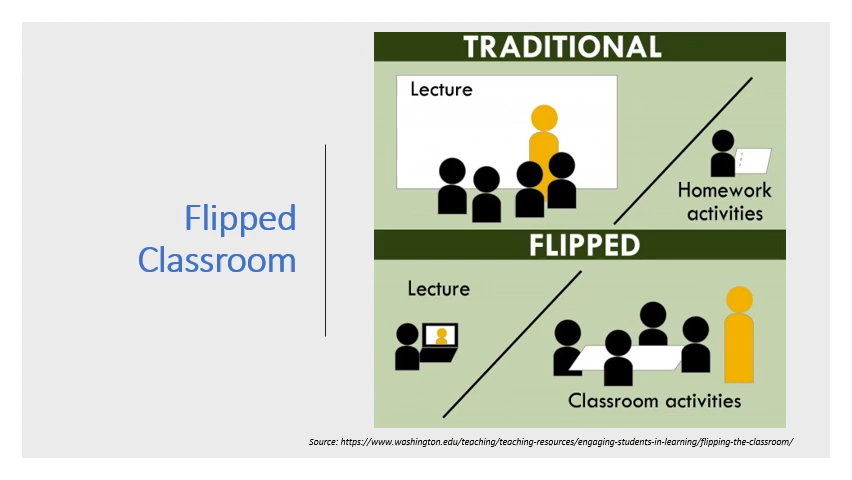 Flipped
Classroom
TRADITIONAL
Lecture
Homework
activities
FLIPPED
Lecture
Classroom activities
Source: https://www.washington.edu/teaching/teaching-resources/engaging-students-in-learning/flipping-the-classroom/